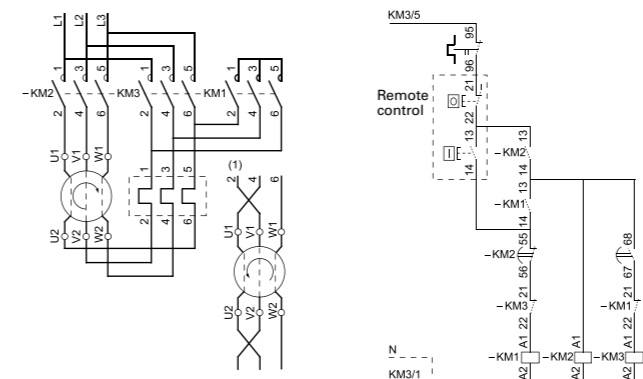 L1 L2 L3
1 3 5 1 3 5 1 3 5
–KM2 –KM3 KM1–
2 4 6 2 4 6 2 4 6
U1 V1 W1
1 3 5
2 4 6
U2 V2 W2
(1)
2 4 6
U1 V1 W1
U2 V2 W2
KM3/5
95
96
Remote
control
21
O
22
13
I
14
13
–KM2
14
13
–KM1
14
55
–KM2
56
68
67
21
–KM3
22
21
–KM1
22
N
A1 A1 A1
–KM1 –KM2 –KM3
A2 A2 A2
KM3/1